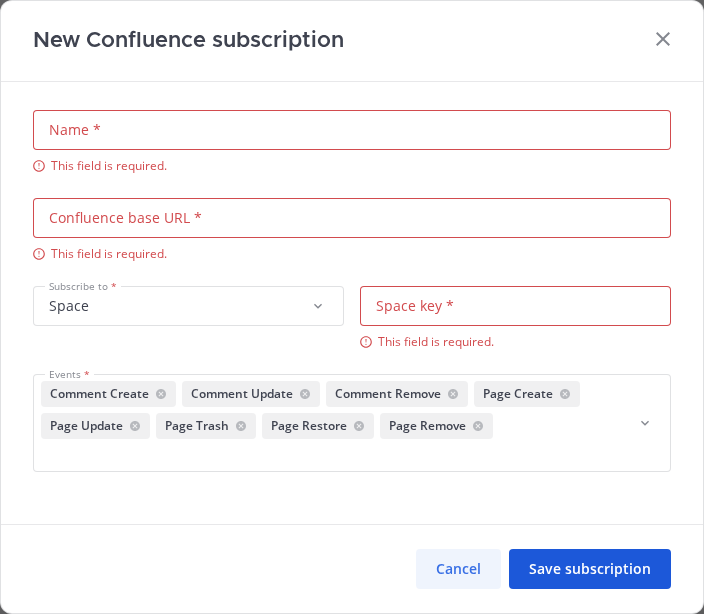 New Confluence subscription
Name *
This field is required.
Confluence base URL *
This field is required.
Subscribe to *
Space
Space key *
This field is required.
Events *
Comment Create Comment Update Comment Remove Page Create
Page Update Page Trash Page Restore Page Remove
Cancel Save subscription